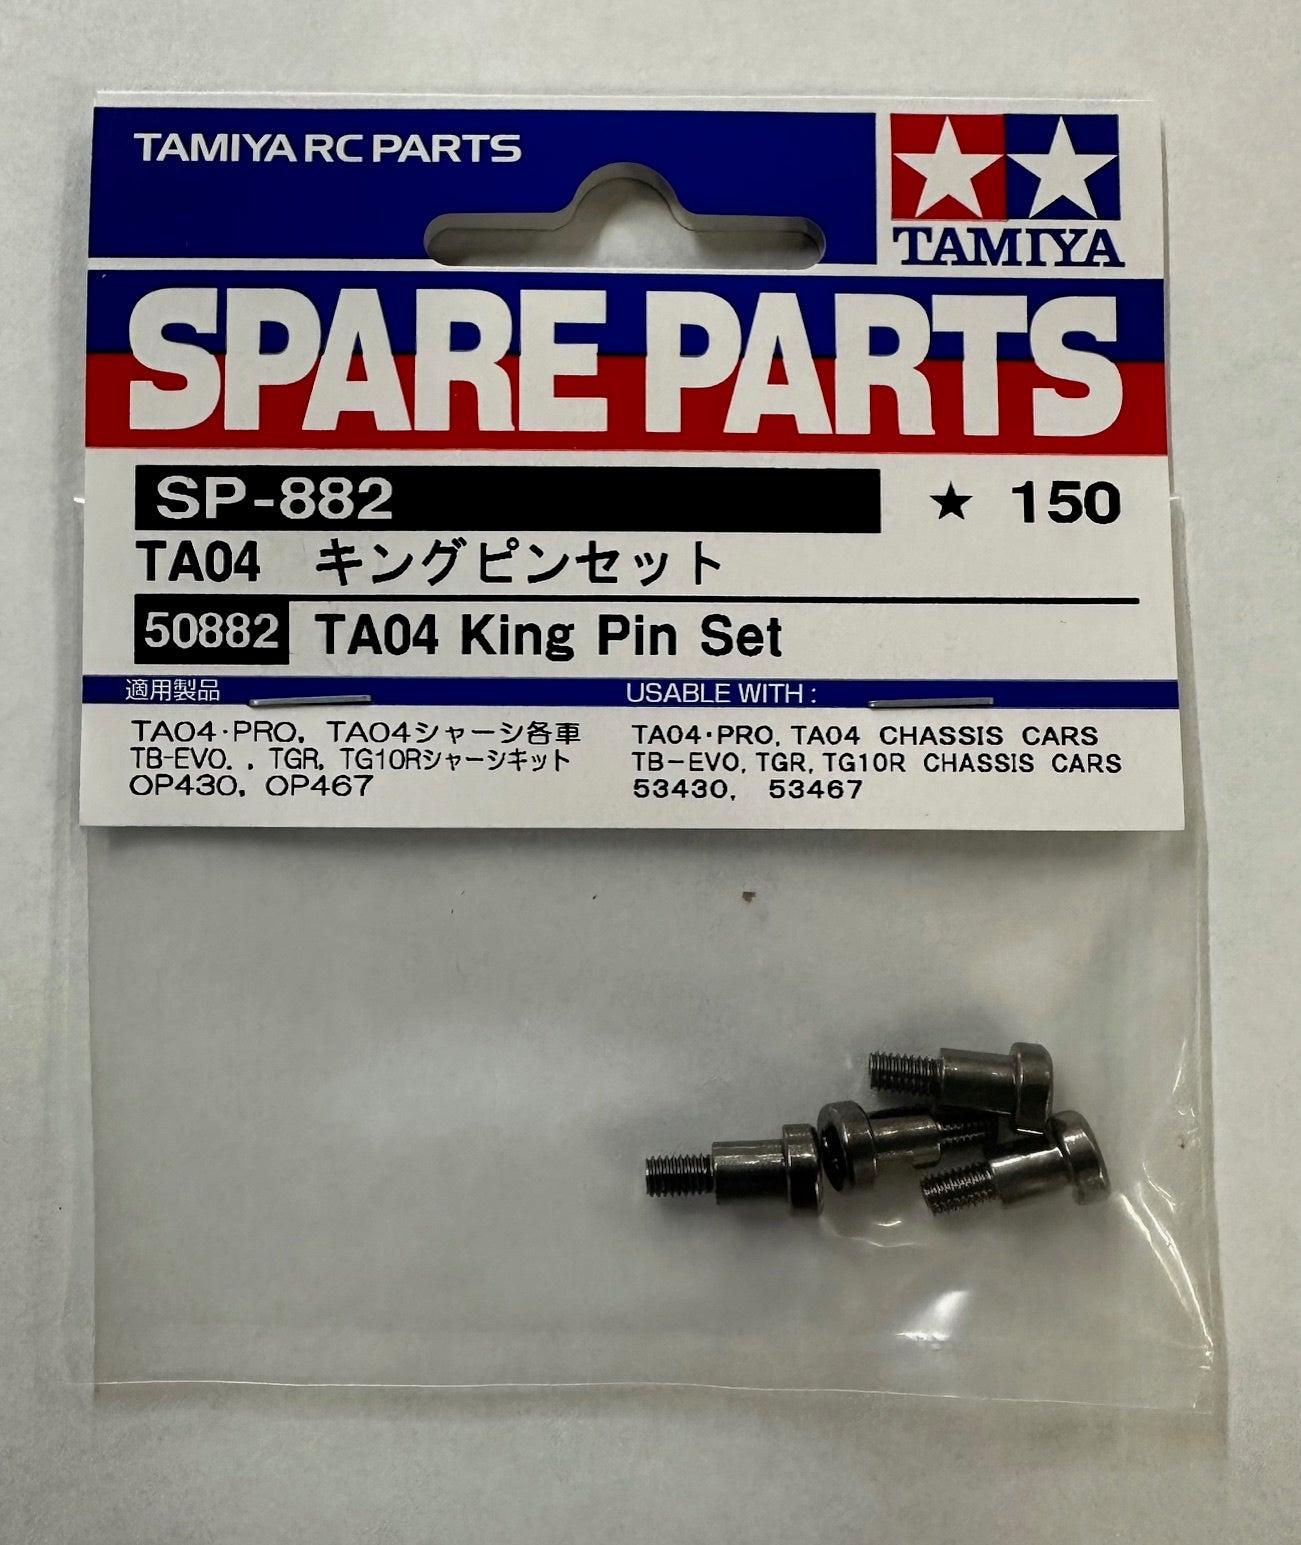 TAMIYA RC PARTS
TAMIYA
SPARE PARTS
SP-882 ★ 150
TA04 キングピンセット
50882 TA04 King Pin Set
適用製品
TA04·PRO, TA04シャーシ各車
TB-EVO. , TGR, TG10Rシャーシキット
OP430, OP467
USABLE WITH :
TA04·PRO, TA04 CHASSIS CARS
TB-EVO, TGR, TG10R CHASSIS CARS
53430, 53467